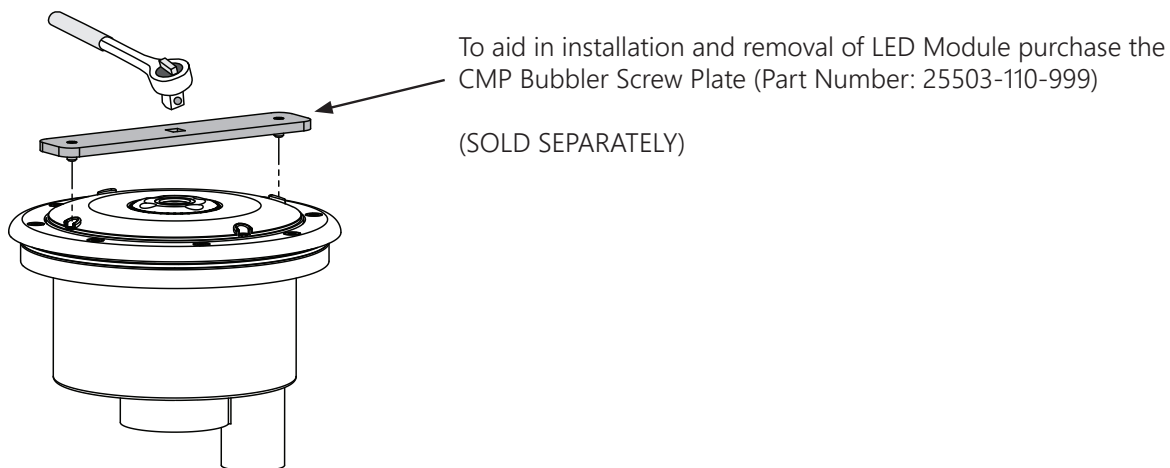 To aid in installation and removal of LED Module purchase the
CMP Bubbler Screw Plate (Part Number: 25503-110-999)
(SOLD SEPARATELY)